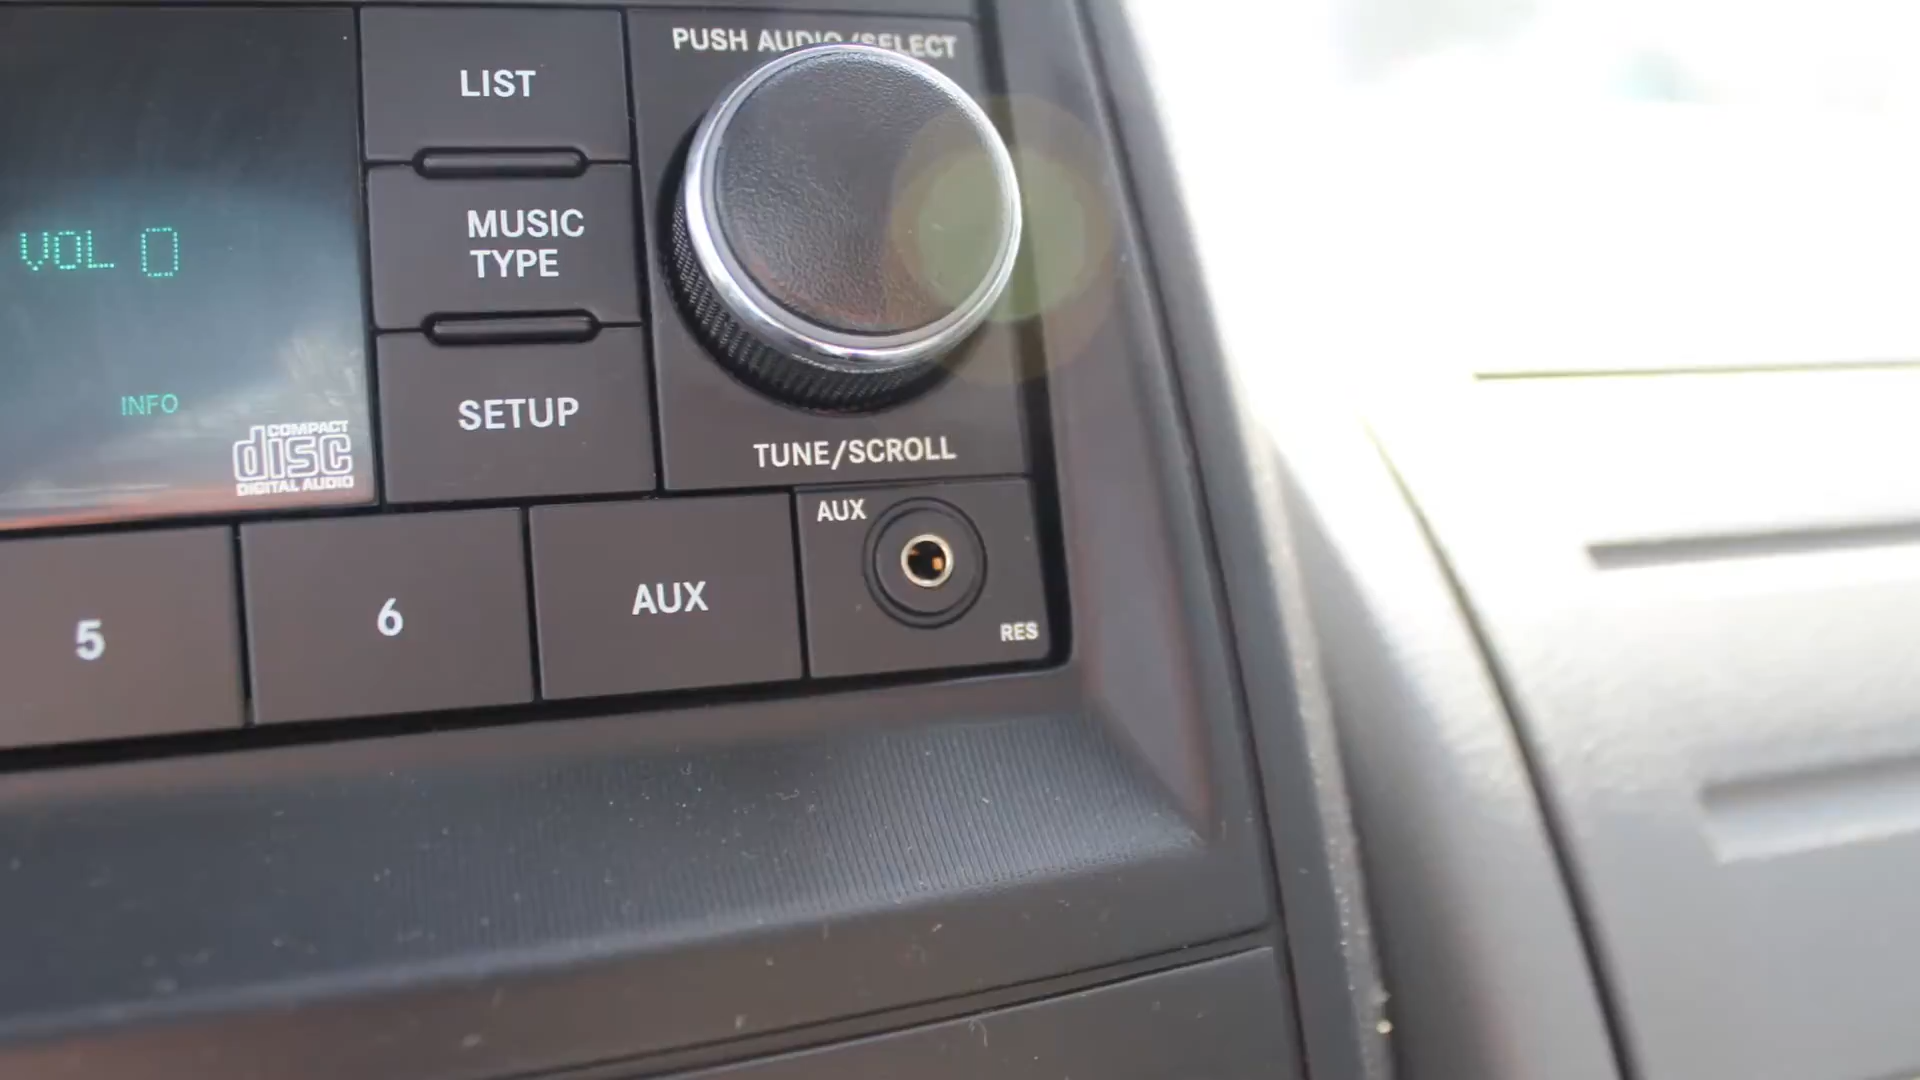 PUSH AUDIO/SELECT
LIST
MUSIC
TYPE
VOL 0
INFO
COMPACT
disc
DIGITAL AUDIO
SETUP
TUNE/SCROLL
AUX
5
6
AUX
RES